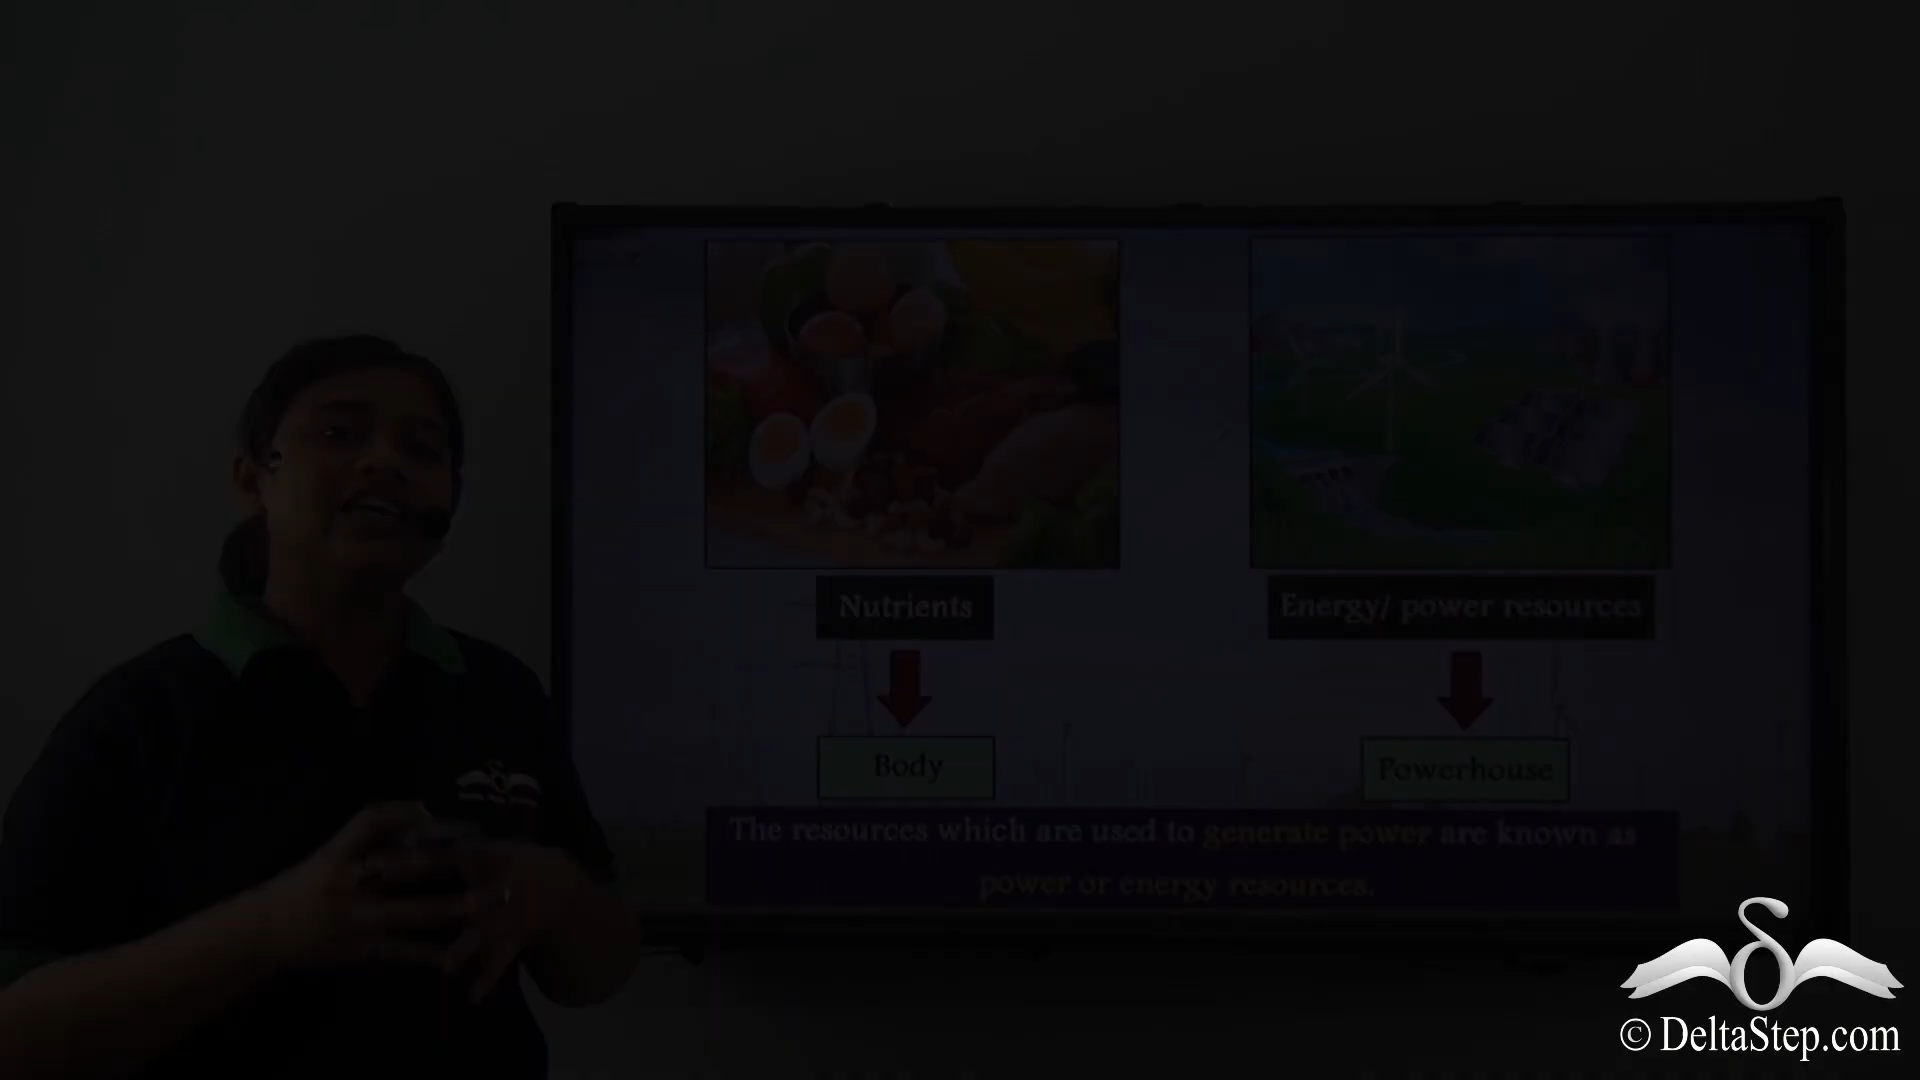 Nutrients
Energy/ power resources
Body
Powerhouse
The resources which are used to generate power are known as
power or energy resources.
© DeltaStep.com